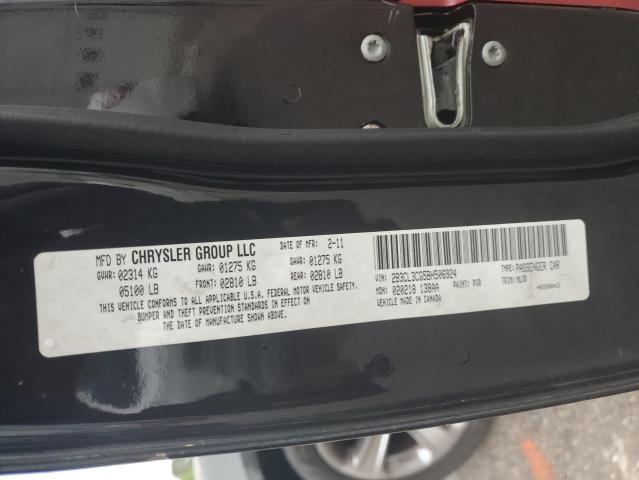 MFD BY CHRYSLER GROUP LLC
DATE OF MFR: 2-11
GVWR: 02314 KG
GAWR: 01275 KG
GAWR: 01275 KG
05100 LB
FRONT: 02810 LB
REAR: 02810 LB
THIS VEHICLE CONFORMS TO ALL APPLICABLE U.S.A. FEDERAL MOTOR VEHICLE SAFETY,
BUMPER AND THEFT PREVENTION STANDARDS IN EFFECT ON
THE DATE OF MANUFACTURE SHOWN ABOVE.
VIN: 2B3CL3CG5BH506924
TYPE: PASSENGER CAR
MDH: 020218 138AA
PAINT: PXR
TRIM: MLX9
VEHICLE MADE IN CANADA